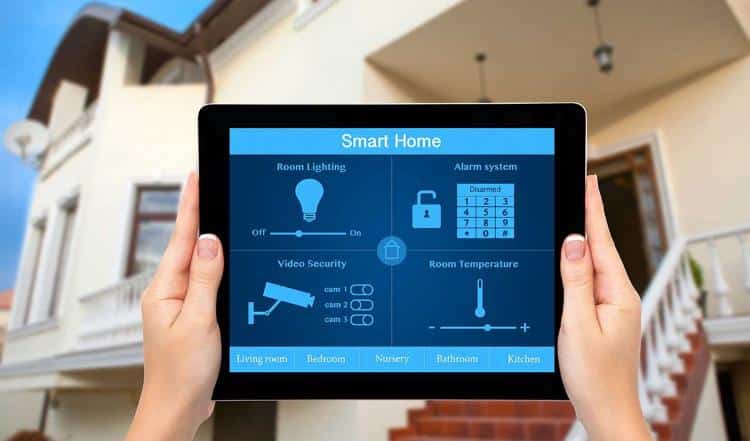 Smart Home
Room Lighting
Off
On
Alarm system
Disarmed
1 2 3
4 5 6
7 8 9
* 0 #
Video Security
cam 1
cam 2
cam 3
Room Temperature
- +
Living room
Bedroom
Nursery
Bathroom
Kitchen